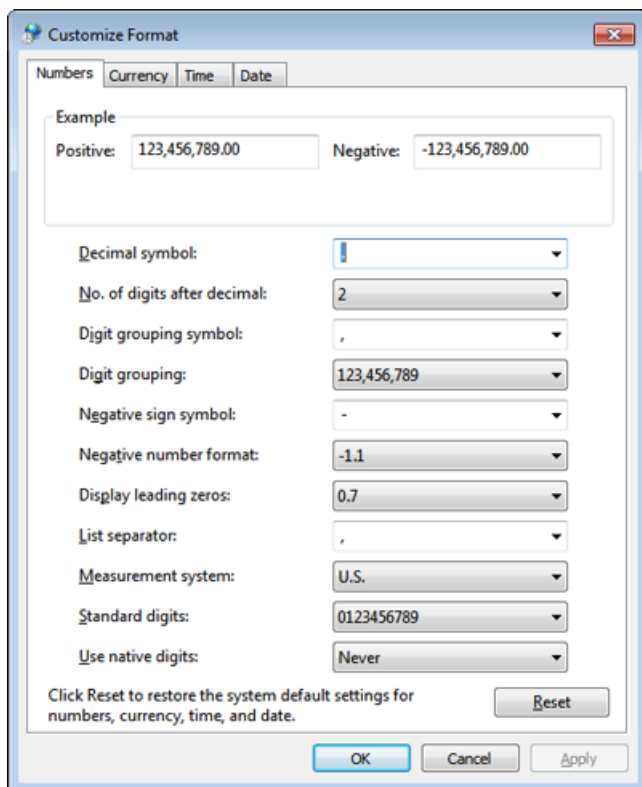 Customize Format
Numbers Currency Time Date
Example
Positive: 123,456,789.00 Negative: -123,456,789.00
Decimal symbol: .
No. of digits after decimal: 2
Digit grouping symbol: ,
Digit grouping: 123,456,789
Negative sign symbol: -
Negative number format: -1.1
Display leading zeros: 0.7
List separator: ,
Measurement system: U.S.
Standard digits: 0123456789
Use native digits: Never
Click Reset to restore the system default settings for
numbers, currency, time, and date. Reset
OK Cancel Apply